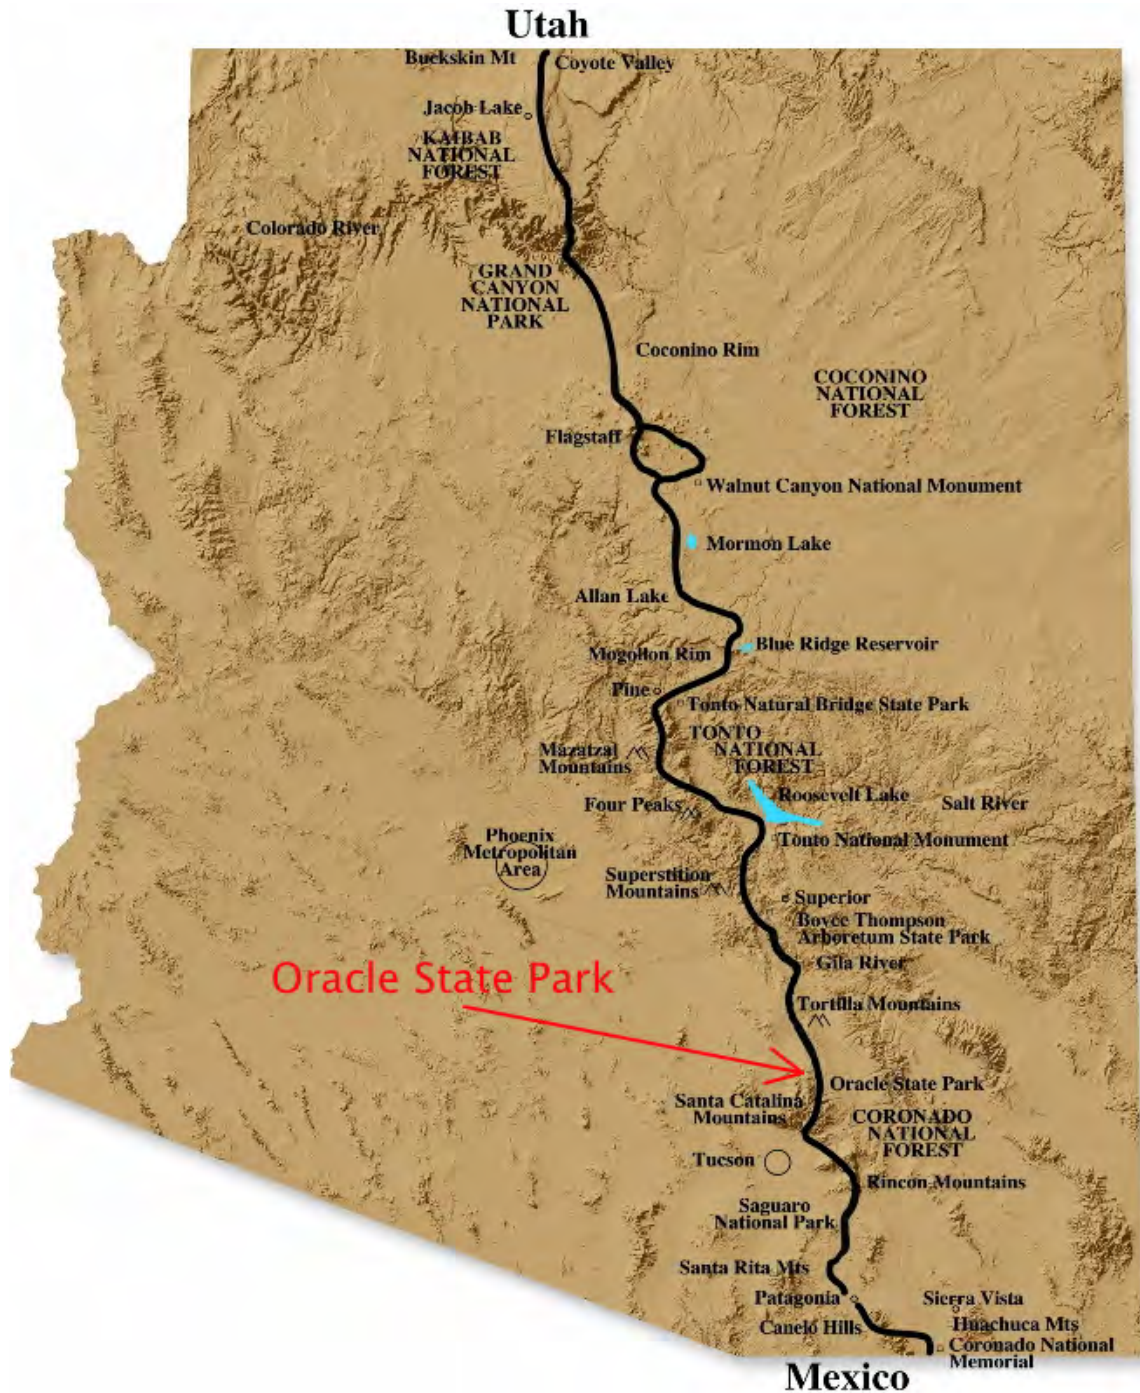 Utah
Buckskin Mt
Coyote Valley
Jacob Lake
KAIBAB
NATIONAL
FOREST
Colorado River
GRAND
CANYON
NATIONAL
PARK
Coconino Rim
COCONINO
NATIONAL
FOREST
Flagstaff
Walnut Canyon National Monument
Mormon Lake
Allan Lake
Blue Ridge Reservoir
Mogollon Rim
Pine
Tonto Natural Bridge State Park
TONTO
NATIONAL
FOREST
Mazatzal
Mountains
Roosevelt Lake
Four Peaks
Salt River
Phoenix
Metropolitan
Area
Tonto National Monument
Superstition
Mountains
Superior
Boyce Thompson
Arboretum State Park
Gila River
Oracle State Park
Tortilla Mountains
Oracle State Park
Santa Catalina
Mountains
CORONADO
NATIONAL
FOREST
Tucson
Rincon Mountains
Saguaro
National Park
Santa Rita Mts
Patagonia
Sierra Vista
Canelo Hills
Huachuca Mts
Coronado National
Memorial
Mexico